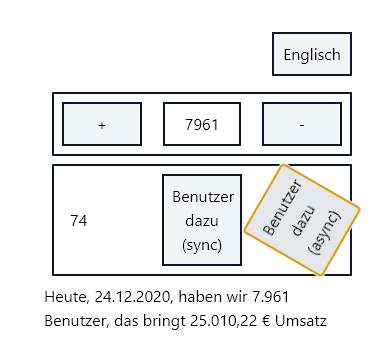 Englisch
+
7961
-
74
Benutzer
dazu
(sync)
Benutzer
dazu
(async)
Heute, 24.12.2020, haben wir 7.961
Benutzer, das bringt 25.010,22 € Umsatz